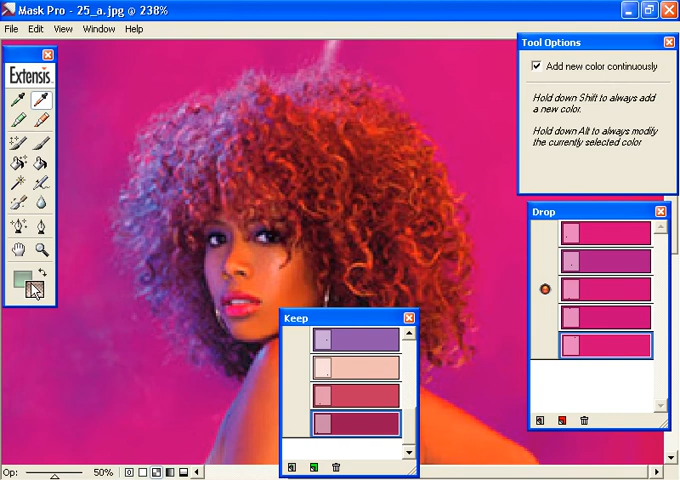 Mask Pro - 25_a.jpg @ 238%
File Edit View Window Help
Extensis
Tool Options
Add new color continuously
Hold down Shift to always add
a new color.
Hold down Alt to always modify
the currently selected color
Drop
Keep
Op: 50%